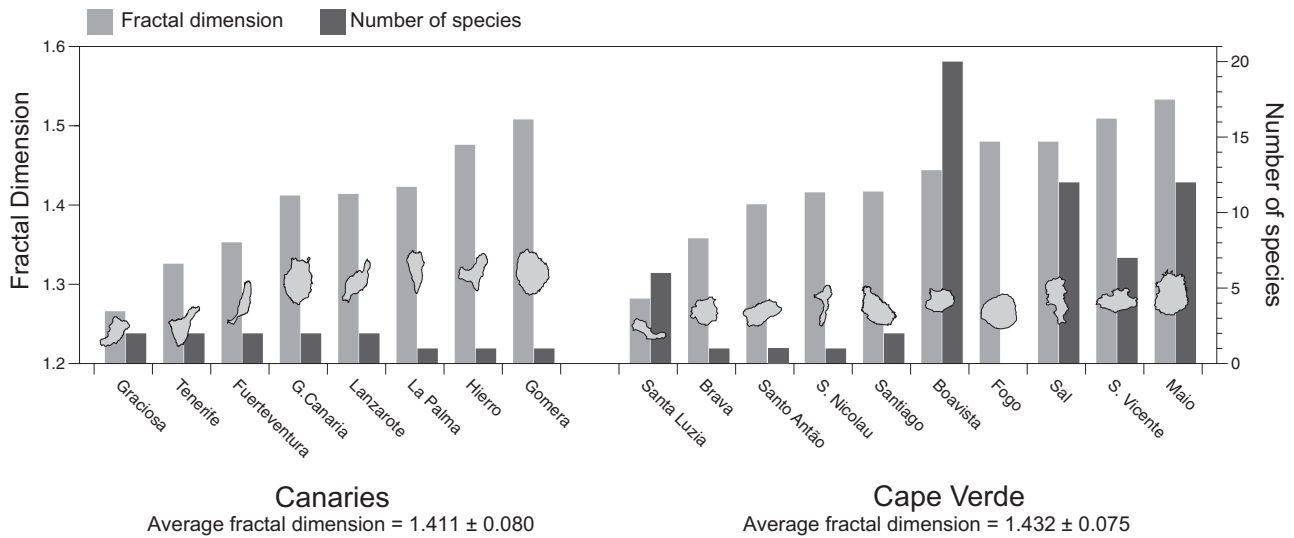 Fractal dimension
Number of species
Fractal Dimension
1.6
1.5
1.4
1.3
1.2
20
15
10
5
0
Number of species
Graciosa
Tenerife
Fuerteventura
G.Canaria
Lanzarote
La Palma
Hierro
Gomera
Santa Luzia
Brava
Santo Antão
S. Nicolau
Santiago
Boavista
Fogo
Sal
S. Vicente
Maio
Canaries
Average fractal dimension = 1.411 ± 0.080
Cape Verde
Average fractal dimension = 1.432 ± 0.075